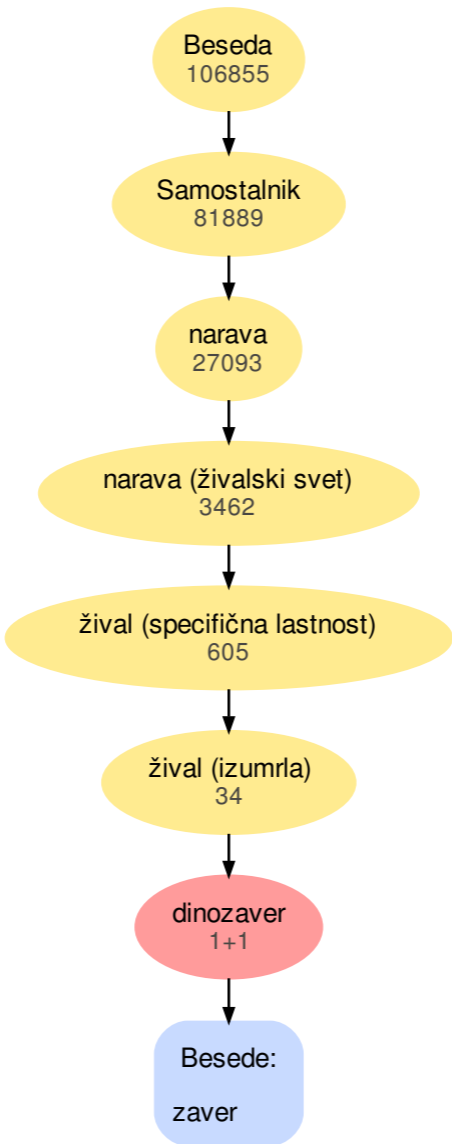 Beseda
106855
Samostalnik
81889
narava
27093
narava (živalski svet)
3462
žival (specifična lastnost)
605
žival (izumrla)
34
dinozaver
1+1
Besede:
zaver